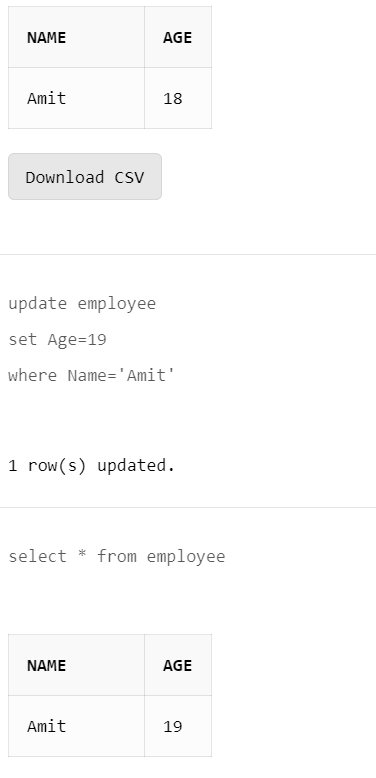 NAME AGE
Amit 18
Download CSV
update employee
set Age=19
where Name='Amit'
1 row(s) updated.
select * from employee
NAME AGE
Amit 19